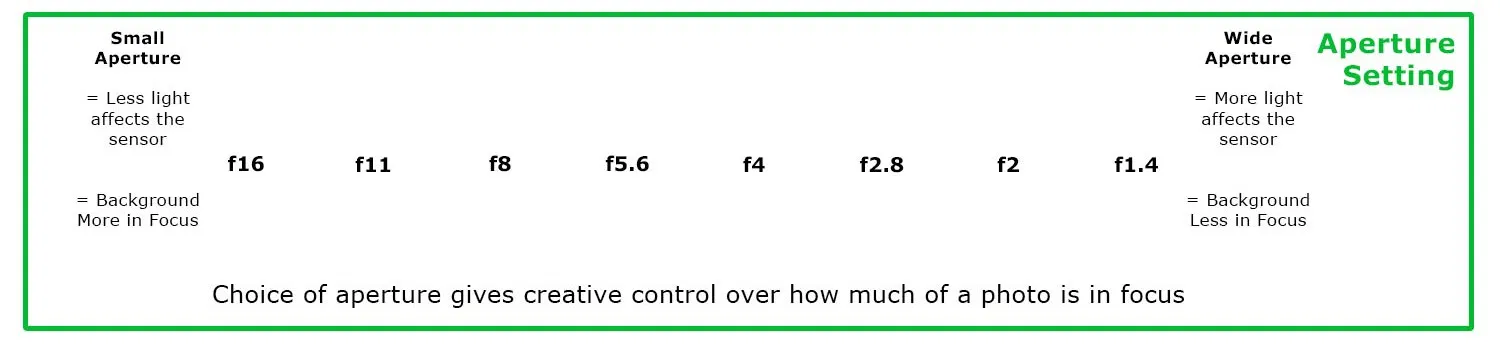 Small
Aperture
= Less light
affects the
sensor
= Background
More in Focus
f16 f11 f8 f5.6 f4 f2.8 f2 f1.4
Wide
Aperture
= More light
affects the
sensor
= Background
Less in Focus
Aperture
Setting
Choice of aperture gives creative control over how much of a photo is in focus